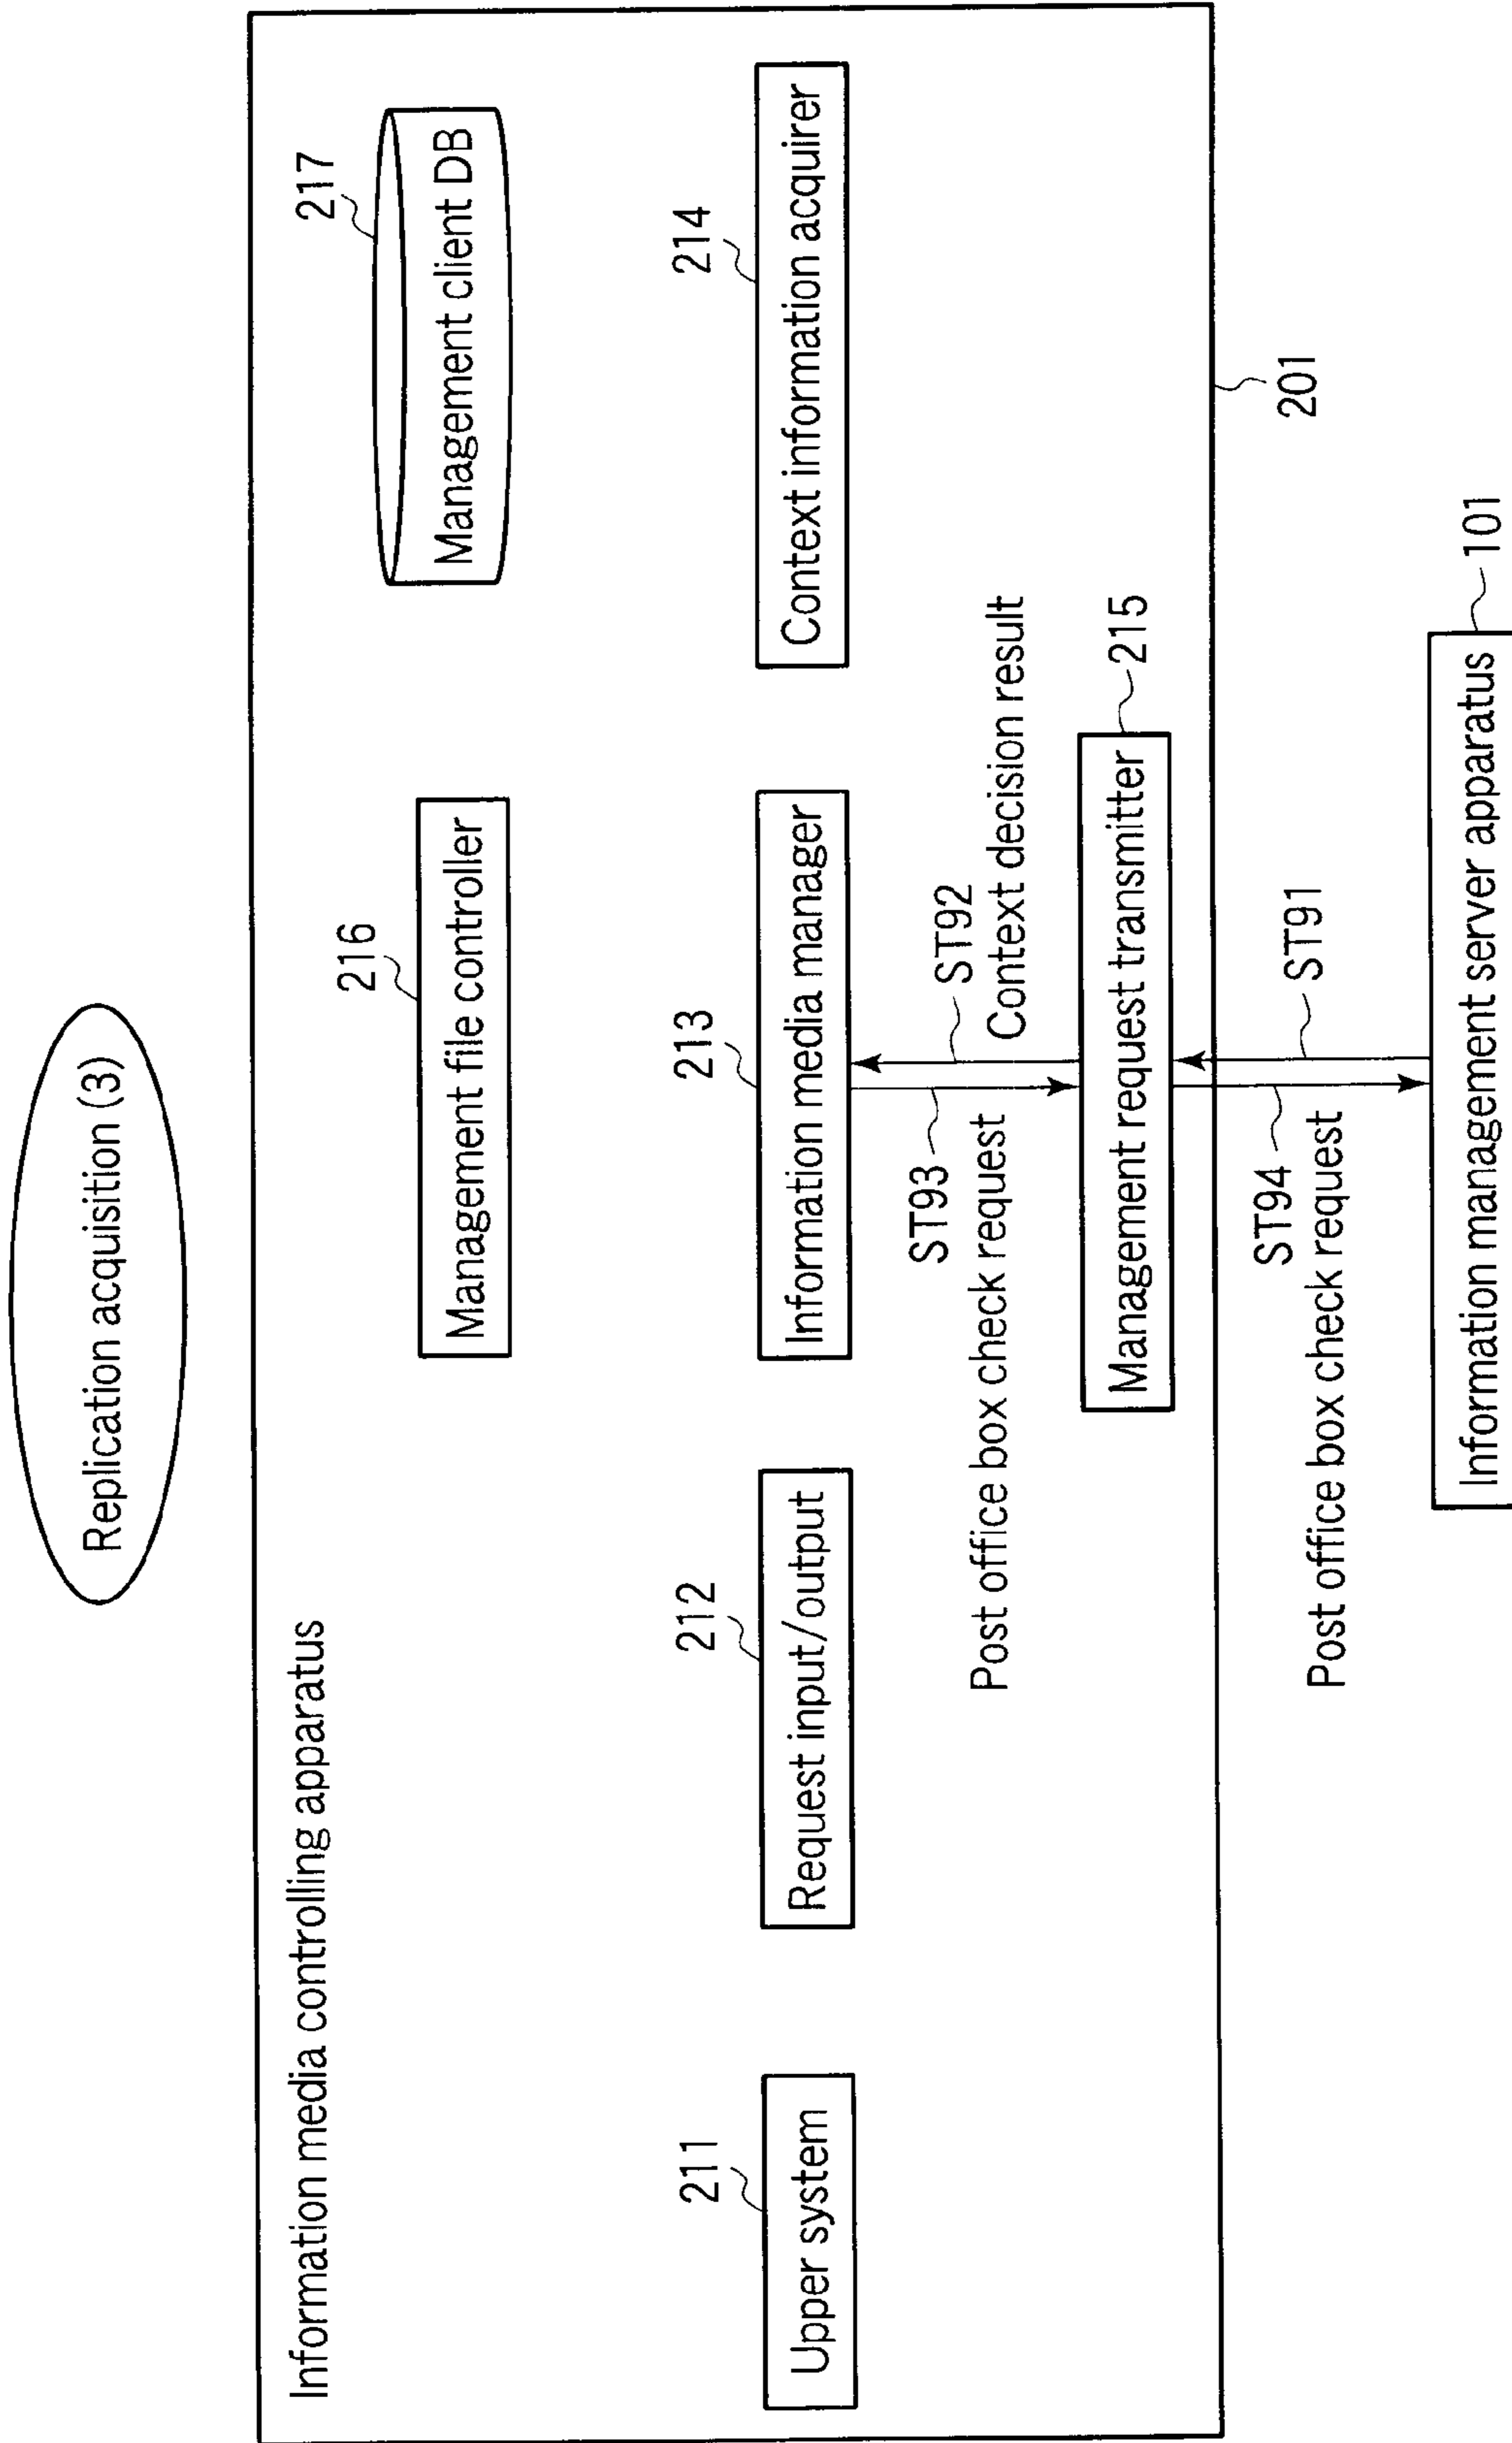 Replication acquisition (3)
Information media controlling apparatus
216
Management file controller
217
Management client DB
211
Upper system
212
Request input/output
213
Information media manager
214
Context information acquirer
ST93
Post office box check request
ST92
Context decision result
Management request transmitter
215
ST94
Post office box check request
ST91
201
Information management server apparatus
101